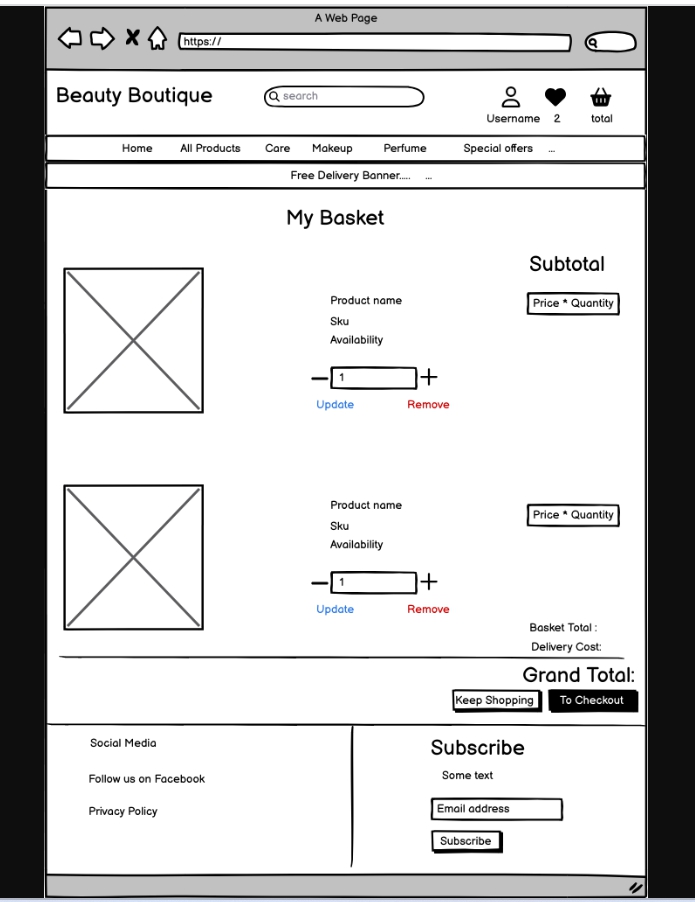 A Web Page
https://
Beauty Boutique
search
Username 2 total
Home All Products Care Makeup Perfume Special offers ...
Free Delivery Banner..... ...
My Basket
Subtotal
Product name
Price * Quantity
Sku
Availability
1
Update Remove
Product name
Price * Quantity
Sku
Availability
1
Update Remove
Basket Total :
Delivery Cost:
Grand Total:
Keep Shopping To Checkout
Social Media
Follow us on Facebook
Privacy Policy
Subscribe
Some text
Email address
Subscribe